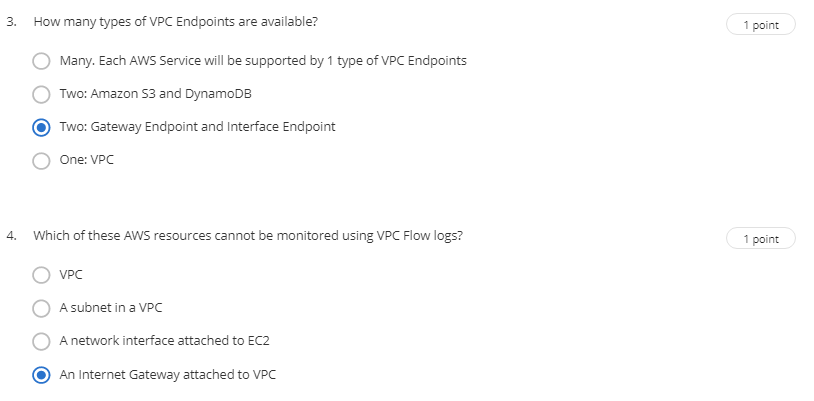 3. How many types of VPC Endpoints are available?
1 point
Many. Each AWS Service will be supported by 1 type of VPC Endpoints
Two: Amazon S3 and DynamoDB
Two: Gateway Endpoint and Interface Endpoint
One: VPC
4. Which of these AWS resources cannot be monitored using VPC Flow logs?
1 point
VPC
A subnet in a VPC
A network interface attached to EC2
An Internet Gateway attached to VPC